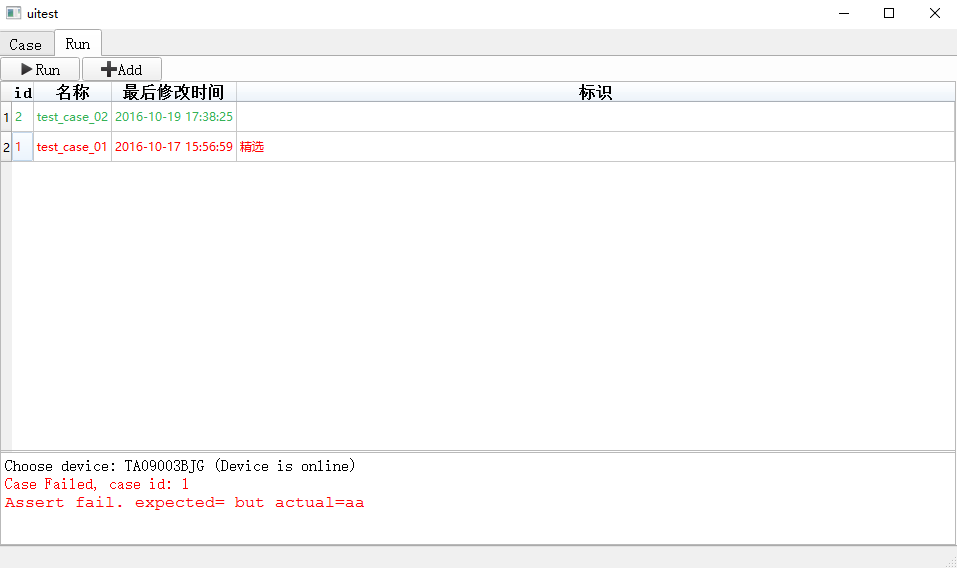 uitest
Case Run
Run Add
id 名称 最后修改时间 标识
1 2 test_case_02 2016-10-19 17:38:25
2 1 test_case_01 2016-10-17 15:56:59 精选
Choose device: TA09003BJG (Device is online)
Case Failed, case id: 1
Assert fail. expected= but actual=aa